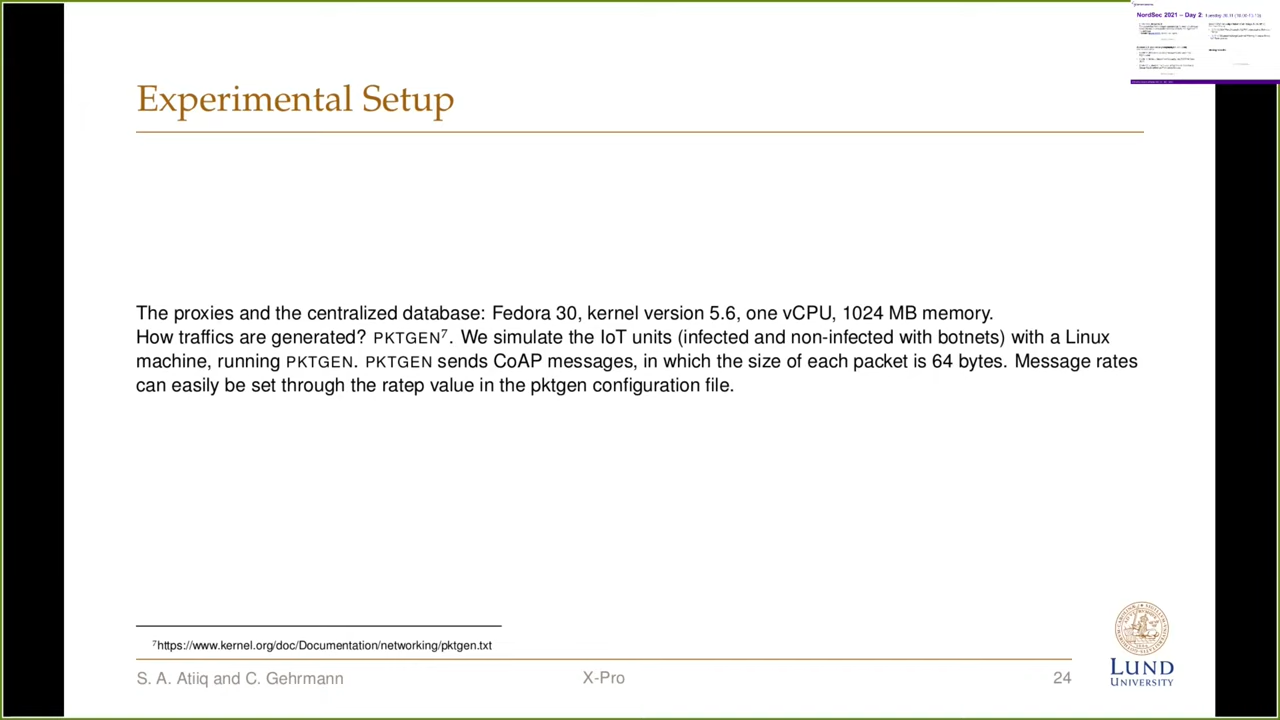 NordSec 2021 – Day 2:
Experimental Setup
The proxies and the centralized database: Fedora 30, kernel version 5.6, one vCPU, 1024 MB memory.
How traffics are generated? PKTGEN⁷. We simulate the IoT units (infected and non-infected with botnets) with a Linux
machine, running PKTGEN. PKTGEN sends CoAP messages, in which the size of each packet is 64 bytes. Message rates
can easily be set through the ratep value in the pktgen configuration file.
⁷https://www.kernel.org/doc/Documentation/networking/pktgen.txt
S. A. Atiiq and C. Gehrmann
X-Pro
24
LUND
UNIVERSITY